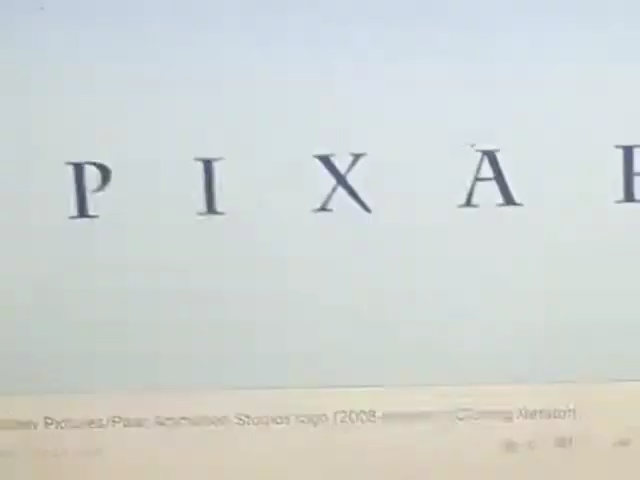 P I X A
Pictures/Pixar Animation Studios logo (2008- Closing Version)